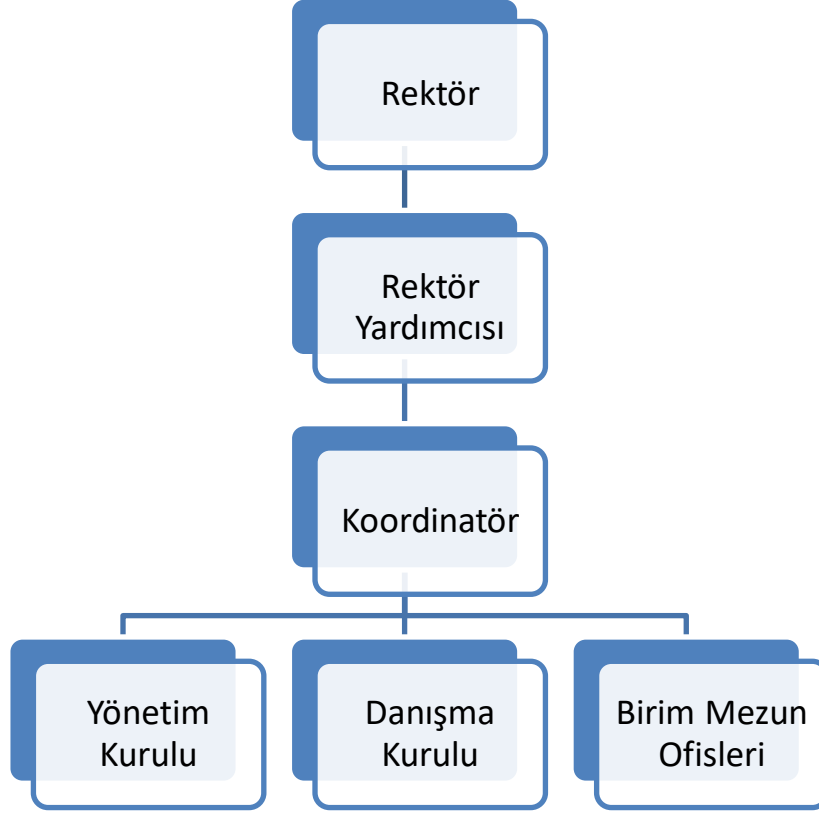 Rektör
Rektör
Yardımcısı
Koordinatör
Yönetim
Kurulu
Danışma
Kurulu
Birim Mezun
Ofisleri